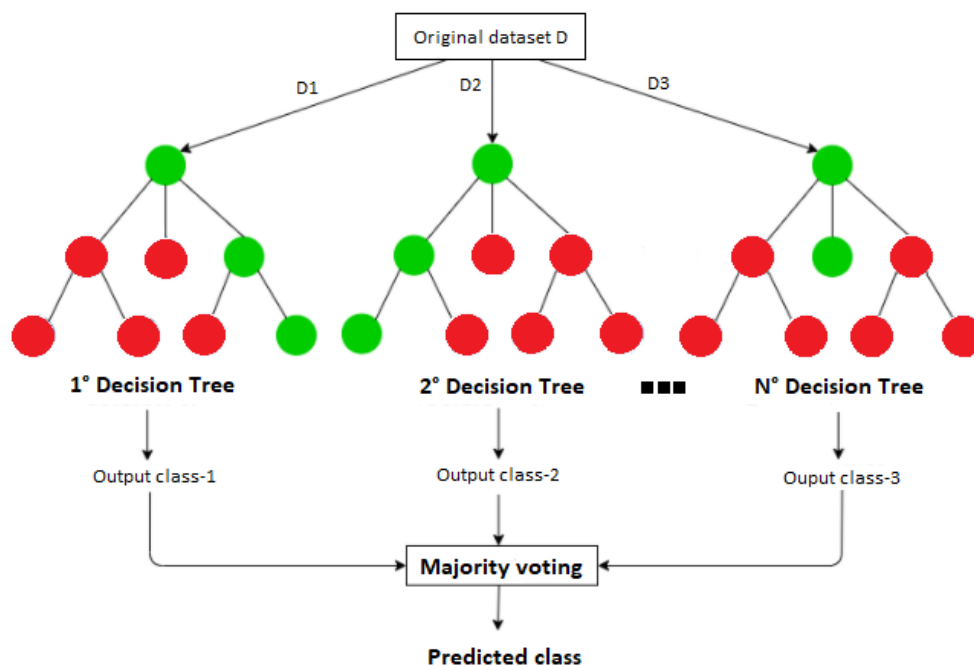 Original dataset D
D1
D2
D3
1° Decision Tree
2° Decision Tree
N° Decision Tree
Output class-1
Output class-2
Ouput class-3
Majority voting
Predicted class